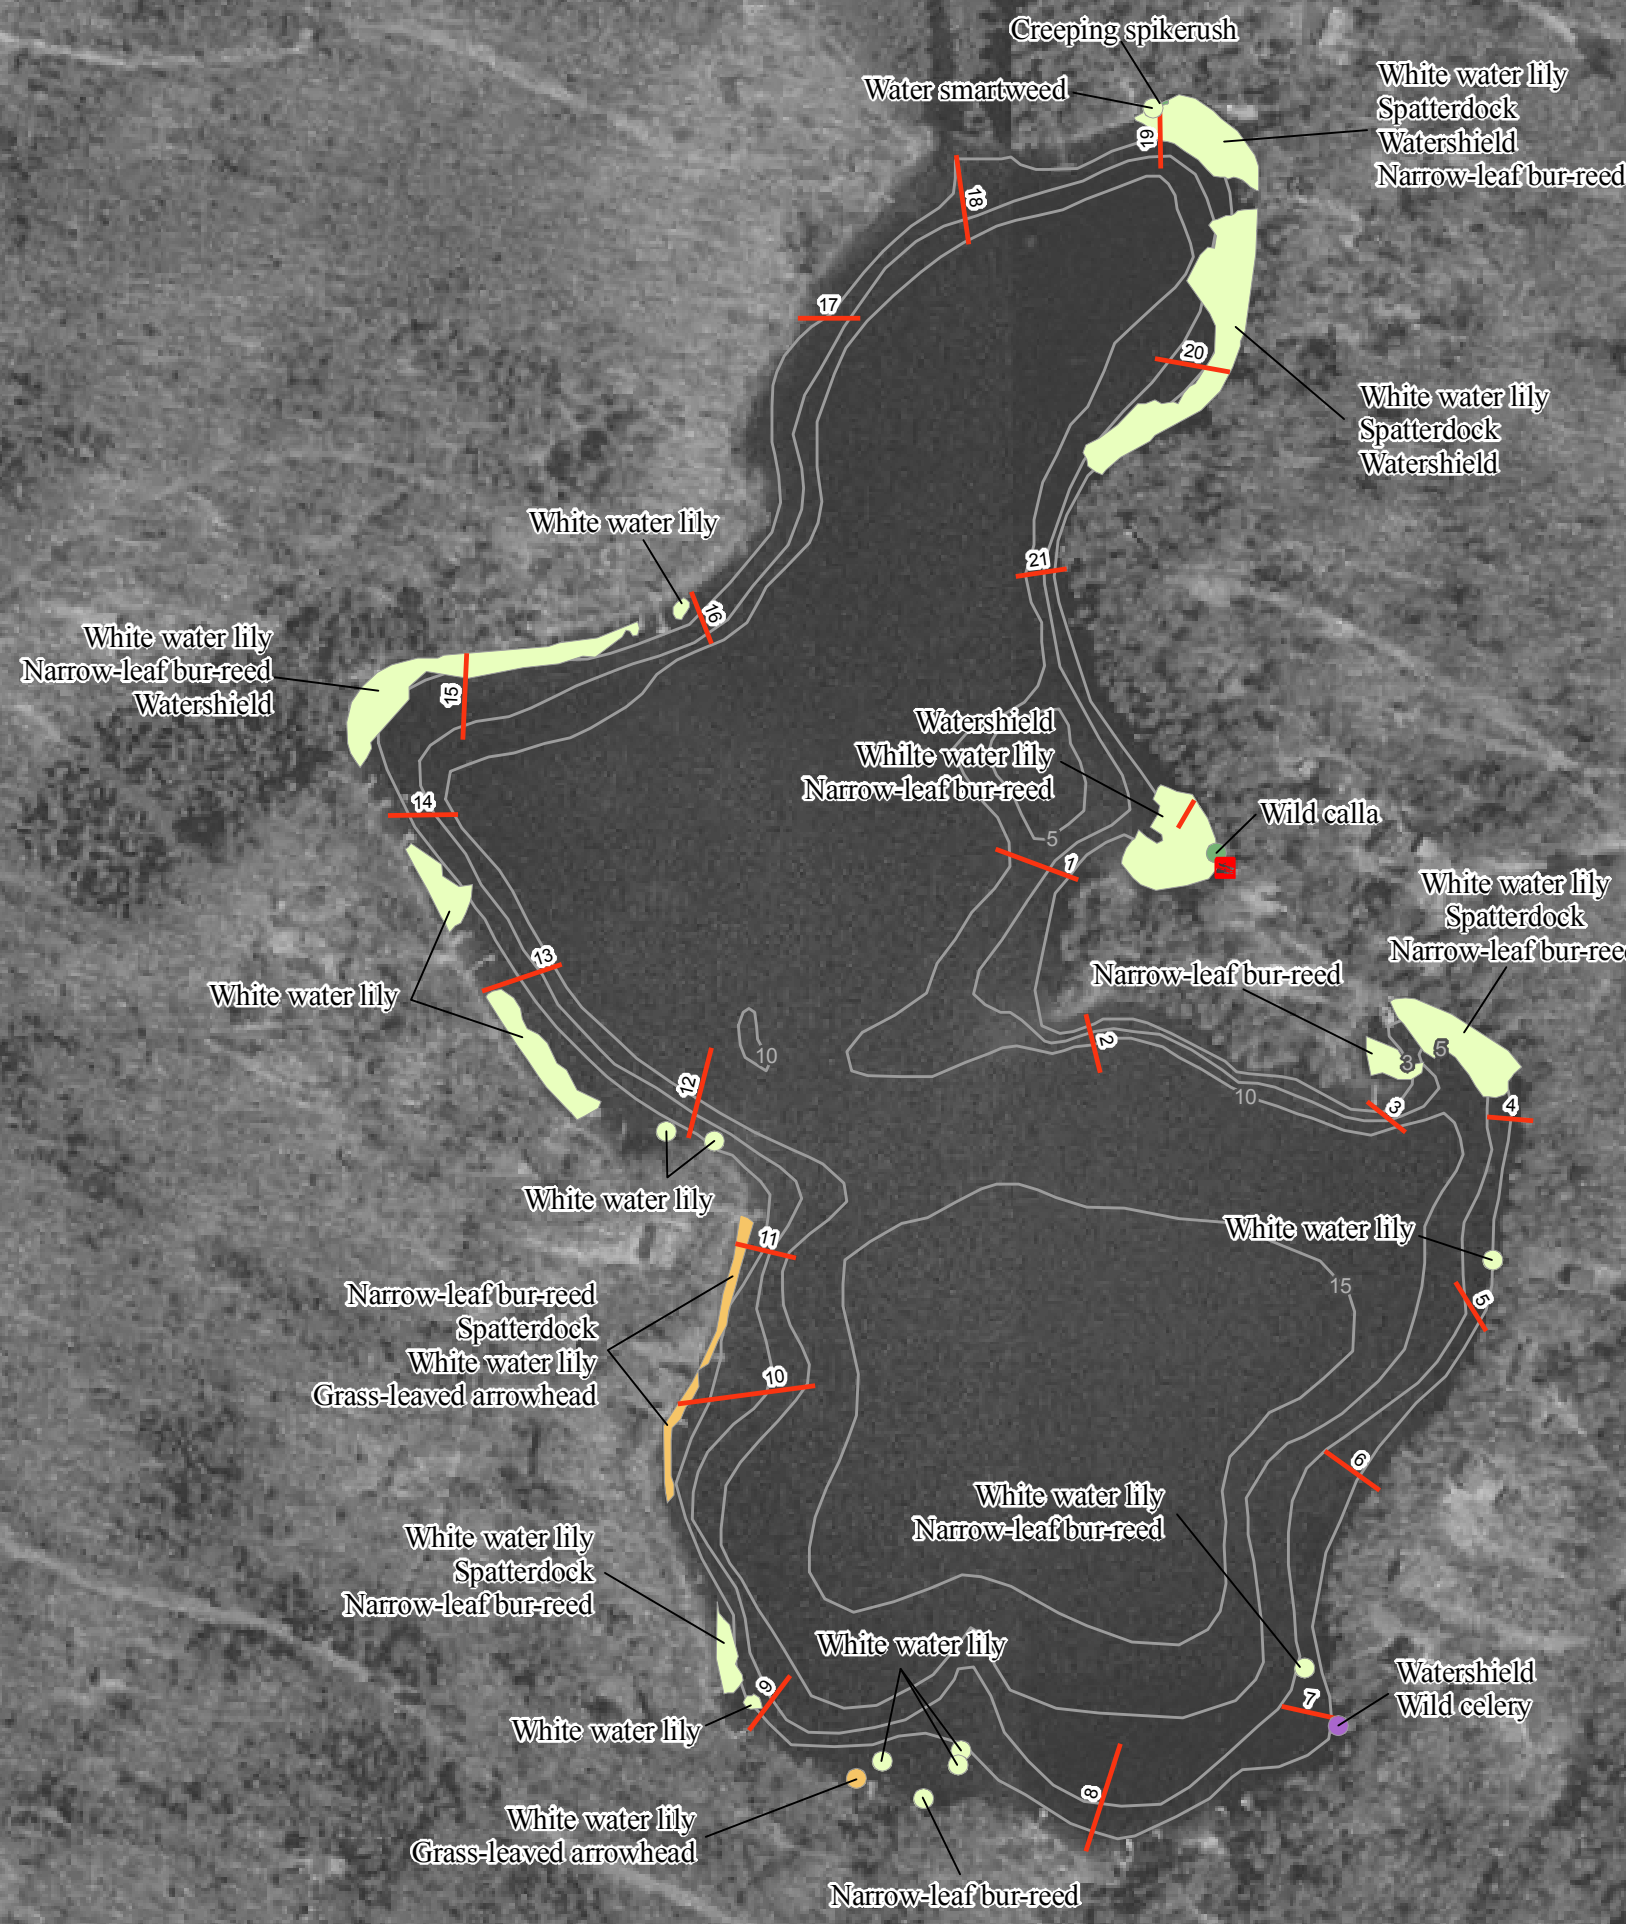 Creeping spikerush
Water smartweed
White water lily
Spatterdock
Watershield
Narrow-leaf bur-reed
19
18
17
20
White water lily
Spatterdock
Watershield
White water lily
21
16
White water lily
Narrow-leaf bur-reed
Watershield
15
Watershield
Whilte water lily
Narrow-leaf bur-reed
14
Wild calla
5
1
White water lily
Spatterdock
Narrow-leaf bur-ree
13
White water lily
Narrow-leaf bur-reed
2
10
5
3
12
10
3
4
White water lily
11
White water lily
15
5
Narrow-leaf bur-reed
Spatterdock
White water lily
Grass-leaved arrowhead
10
6
White water lily
Narrow-leaf bur-reed
White water lily
Spatterdock
Narrow-leaf bur-reed
White water lily
Watershield
Wild celery
9
7
White water lily
8
White water lily
Grass-leaved arrowhead
Narrow-leaf bur-reed